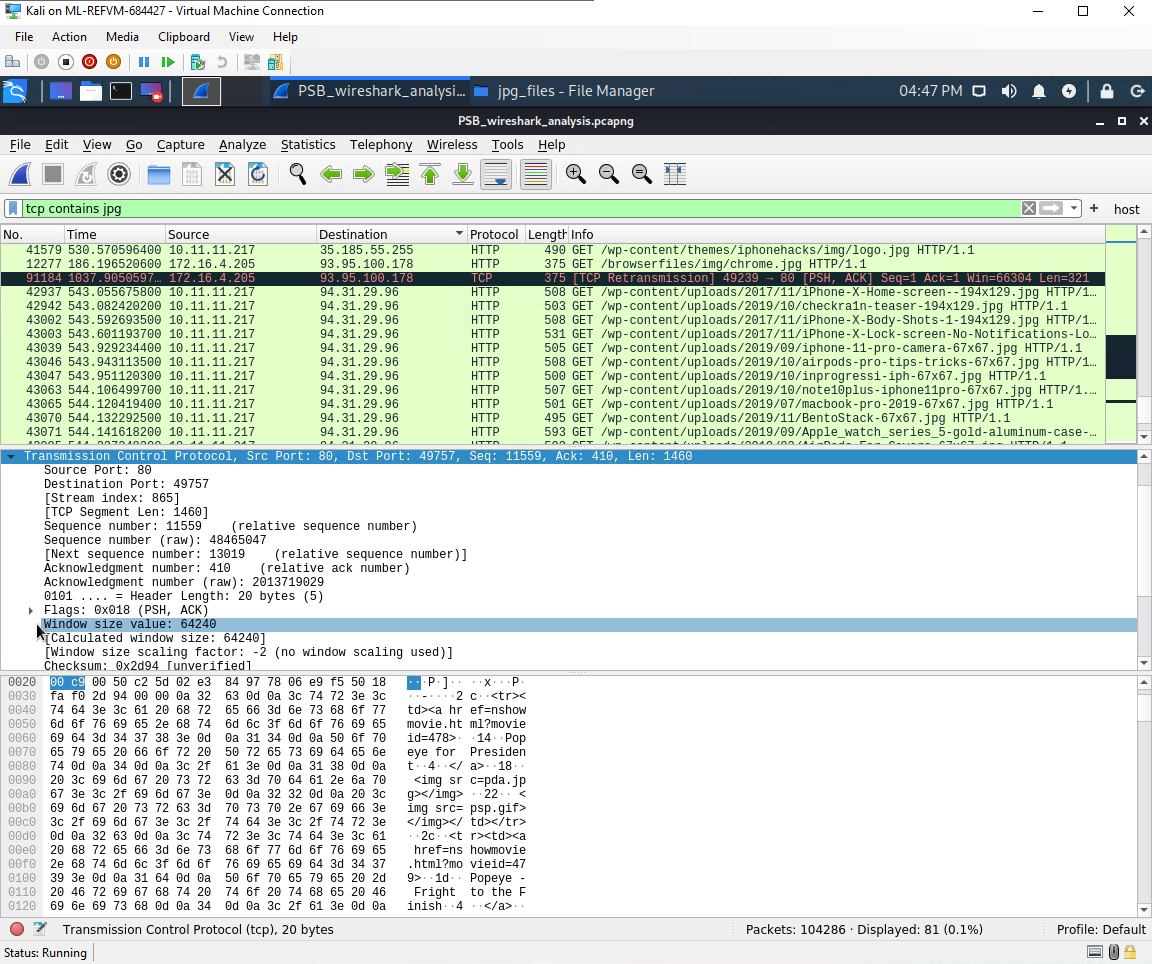 Kali on ML-REFVM-684427 - Virtual Machine Connection
File Action Media Clipboard View Help
PSB_wireshark_analysi... jpg_files - File Manager 04:47 PM
PSB_wireshark_analysis.pcapng
File Edit View Go Capture Analyze Statistics Telephony Wireless Tools Help
tcp contains jpg + host
No. Time Source Destination Protocol Length Info
41579 530.570596400 10.11.11.217 35.185.55.255 HTTP 490 GET /wp-content/themes/iphonehacks/img/logo.jpg HTTP/1.1
12277 186.196520600 172.16.4.205 93.95.100.178 HTTP 375 GET /browserfiles/img/chrome.jpg HTTP/1.1
91184 1037.9050597… 172.16.4.205 93.95.100.178 TCP 375 [TCP Retransmission] 49239 → 80 [PSH, ACK] Seq=1 Ack=1 Win=66304 Len=321
42937 543.055675800 10.11.11.217 94.31.29.96 HTTP 508 GET /wp-content/uploads/2017/11/iPhone-X-Home-screen--194x129.jpg HTTP/1…
42942 543.082420200 10.11.11.217 94.31.29.96 HTTP 503 GET /wp-content/uploads/2019/10/checkra1n-teaser-194x129.jpg HTTP/1.1
43002 543.592693500 10.11.11.217 94.31.29.96 HTTP 508 GET /wp-content/uploads/2017/11/iPhone-X-Body-Shots-1-194x129.jpg HTTP/1…
43003 543.601193700 10.11.11.217 94.31.29.96 HTTP 531 GET /wp-content/uploads/2017/11/iPhone-X-Lock-screen-No-Notifications-Lo…
43039 543.929234400 10.11.11.217 94.31.29.96 HTTP 505 GET /wp-content/uploads/2019/09/iphone-11-pro-camera-67x67.jpg HTTP/1.1
43046 543.943113500 10.11.11.217 94.31.29.96 HTTP 508 GET /wp-content/uploads/2019/10/airpods-pro-tips-tricks-67x67.jpg HTTP/1…
43047 543.951120300 10.11.11.217 94.31.29.96 HTTP 500 GET /wp-content/uploads/2019/10/inprogressi-iph-67x67.jpg HTTP/1.1
43063 544.106499700 10.11.11.217 94.31.29.96 HTTP 507 GET /wp-content/uploads/2019/10/note10plus-iphone11pro-67x67.jpg HTTP/1.…
43065 544.120419400 10.11.11.217 94.31.29.96 HTTP 501 GET /wp-content/uploads/2019/07/macbook-pro-2019-67x67.jpg HTTP/1.1
43070 544.132292500 10.11.11.217 94.31.29.96 HTTP 495 GET /wp-content/uploads/2019/11/BentoStack-67x67.jpg HTTP/1.1
43071 544.141618200 10.11.11.217 94.31.29.96 HTTP 593 GET /wp-content/uploads/2019/09/Apple_watch_series_5-gold-aluminum-case-…
Transmission Control Protocol, Src Port: 80, Dst Port: 49757, Seq: 11559, Ack: 410, Len: 1460
Source Port: 80
Destination Port: 49757
[Stream index: 865]
[TCP Segment Len: 1460]
Sequence number: 11559 (relative sequence number)
Sequence number (raw): 48465047
[Next sequence number: 13019 (relative sequence number)]
Acknowledgment number: 410 (relative ack number)
Acknowledgment number (raw): 2013719029
0101 .... = Header Length: 20 bytes (5)
Flags: 0x018 (PSH, ACK)
Window size value: 64240
[Calculated window size: 64240]
[Window size scaling factor: -2 (no window scaling used)]
Checksum: 0x2d94 [unverified]
0020 00 c9 00 50 c2 5d 02 e3 84 97 78 06 e9 f5 50 18 ···P·]·· ··x···P·
0030 fa f0 2d 94 00 00 0a 32 63 0d 0a 3c 74 72 3e 3c ··-····2 c··<tr><
0040 74 64 3e 3c 61 20 68 72 65 66 3d 6e 73 68 6f 77 td><a hr ef=nshow
0050 6d 6f 76 69 65 2e 68 74 6d 6c 3f 6d 6f 76 69 65 movie.ht ml?movie
0060 69 64 3d 34 37 38 3e 0d 0a 31 34 0d 0a 50 6f 70 id=478>· ·14··Pop
0070 65 79 65 20 66 6f 72 20 50 72 65 73 69 64 65 6e eye for Presiden
0080 74 0d 0a 34 0d 0a 3c 2f 61 3e 0d 0a 31 38 0d 0a t··4··</ a>··18··
0090 20 3c 69 6d 67 20 73 72 63 3d 70 64 61 2e 6a 70 <img sr c=pda.jp
00a0 67 3e 3c 2f 69 6d 67 3e 0d 0a 32 32 0d 0a 20 3c g></img> ··22·· <
00b0 69 6d 67 20 73 72 63 3d 70 73 70 2e 67 69 66 3e img src= psp.gif>
00c0 3c 2f 69 6d 67 3e 3c 2f 74 64 3e 3c 2f 74 72 3e </img></ td></tr>
00d0 0d 0a 32 63 0d 0a 3c 74 72 3e 3c 74 64 3e 3c 61 ··2c··<t r><td><a
00e0 20 68 72 65 66 3d 6e 73 68 6f 77 6d 6f 76 69 65 href=ns howmovie
00f0 2e 68 74 6d 6c 3f 6d 6f 76 69 65 69 64 3d 34 37 .html?mo vieid=47
0100 39 3e 0d 0a 31 64 0d 0a 50 6f 70 65 79 65 20 2d 9>··1d·· Popeye -
0110 20 46 72 69 67 68 74 20 74 6f 20 74 68 65 20 46 Fright to the F
0120 69 6e 69 73 68 0d 0a 34 0d 0a 3c 2f 61 3e 0d 0a inish··4 ··</a>··
Transmission Control Protocol (tcp), 20 bytes Packets: 104286 · Displayed: 81 (0.1%) Profile: Default
Status: Running